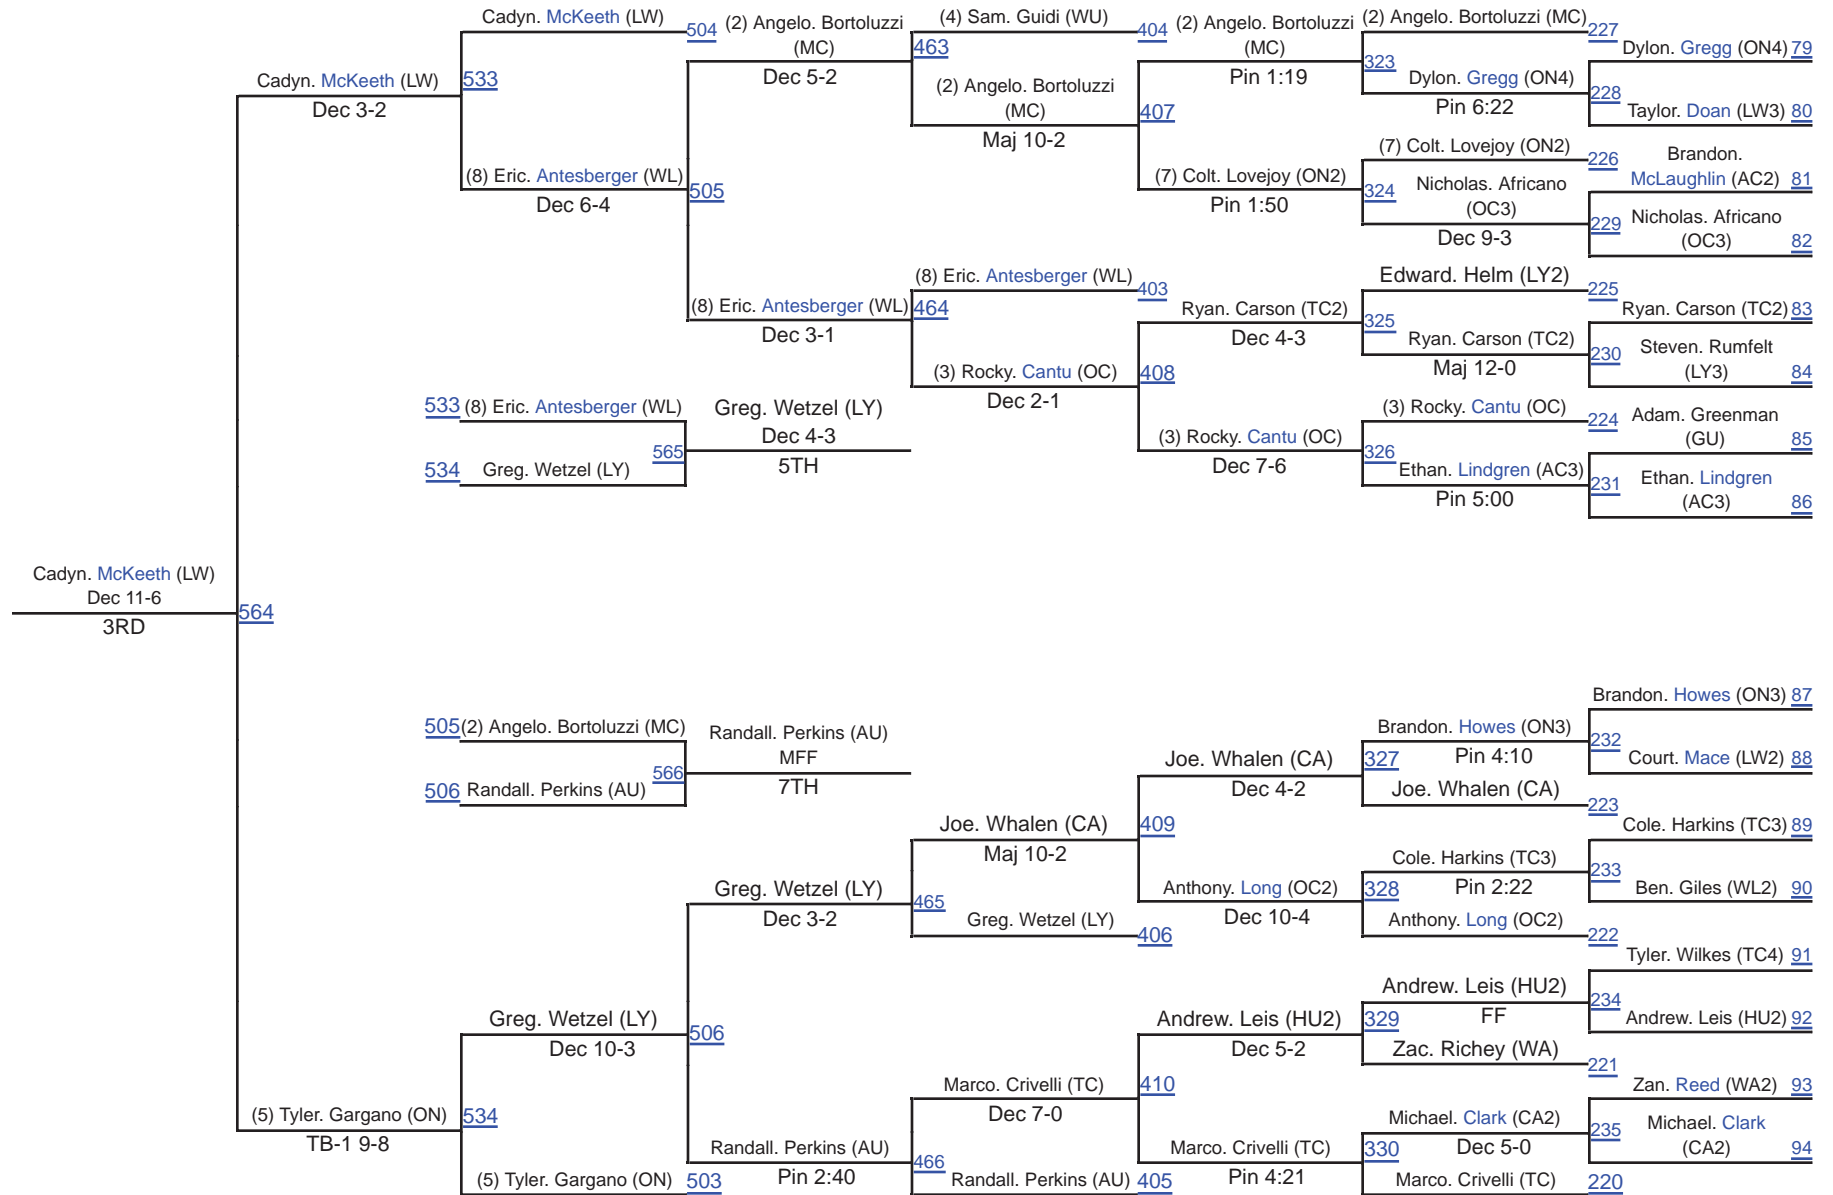 Cadyn. McKeeth (LW)
504
(2) Angelo. Bortoluzzi
(MC)
Dec 5-2
(4) Sam. Guidi (WU)
404
463
(2) Angelo. Bortoluzzi
(MC)
Maj 10-2
(2) Angelo. Bortoluzzi
(MC)
Pin 1:19
407
(2) Angelo. Bortoluzzi (MC)
227
323
Dylon. Gregg (ON4)
Pin 6:22
Dylon. Gregg (ON4) 79
228
Taylor. Doan (LW3) 80
Cadyn. McKeeth (LW)
Dec 3-2
533
(8) Eric. Antesberger (WL)
Dec 6-4
505
(7) Colt. Lovejoy (ON2)
Pin 1:50
(7) Colt. Lovejoy (ON2)
226
324
Nicholas. Africano
(OC3)
Dec 9-3
Brandon.
McLaughlin (AC2) 81
229
Nicholas. Africano
(OC3) 82
(8) Eric. Antesberger (WL)
Dec 3-1
(8) Eric. Antesberger (WL)
403
464
(3) Rocky. Cantu (OC)
Dec 2-1
408
Ryan. Carson (TC2)
Dec 4-3
Edward. Helm (LY2)
225
325
Ryan. Carson (TC2)
Maj 12-0
Ryan. Carson (TC2) 83
230
Steven. Rumfelt
(LY3) 84
533 (8) Eric. Antesberger (WL)
Greg. Wetzel (LY)
Dec 4-3
5TH
565
534 Greg. Wetzel (LY)
(3) Rocky. Cantu (OC)
Dec 7-6
(3) Rocky. Cantu (OC)
224
326
Ethan. Lindgren (AC3)
Pin 5:00
Adam. Greenman
(GU) 85
231
Ethan. Lindgren
(AC3) 86
Cadyn. McKeeth (LW)
Dec 11-6
3RD
564
505 (2) Angelo. Bortoluzzi (MC)
Randall. Perkins (AU)
MFF
7TH
566
506 Randall. Perkins (AU)
Joe. Whalen (CA)
Dec 4-2
Brandon. Howes (ON3)
Pin 4:10
327
Joe. Whalen (CA)
223
Brandon. Howes (ON3) 87
232
Court. Mace (LW2) 88
Joe. Whalen (CA)
Maj 10-2
409
Greg. Wetzel (LY)
Dec 3-2
465
Greg. Wetzel (LY)
406
Anthony. Long (OC2)
Dec 10-4
Cole. Harkins (TC3)
Pin 2:22
328
Anthony. Long (OC2)
222
Cole. Harkins (TC3) 89
233
Ben. Giles (WL2) 90
Greg. Wetzel (LY)
Dec 10-3
506
Andrew. Leis (HU2)
Dec 5-2
Andrew. Leis (HU2)
FF
329
Zac. Richey (WA)
221
Tyler. Wilkes (TC4) 91
234
Andrew. Leis (HU2) 92
(5) Tyler. Gargano (ON)
TB-1 9-8
534
(5) Tyler. Gargano (ON)
503
Randall. Perkins (AU)
Pin 2:40
Marco. Crivelli (TC)
Dec 7-0
410
466
Randall. Perkins (AU)
405
Marco. Crivelli (TC)
Pin 4:21
Michael. Clark (CA2)
Dec 5-0
330
Marco. Crivelli (TC)
220
Zan. Reed (WA2) 93
235
Michael. Clark
(CA2) 94